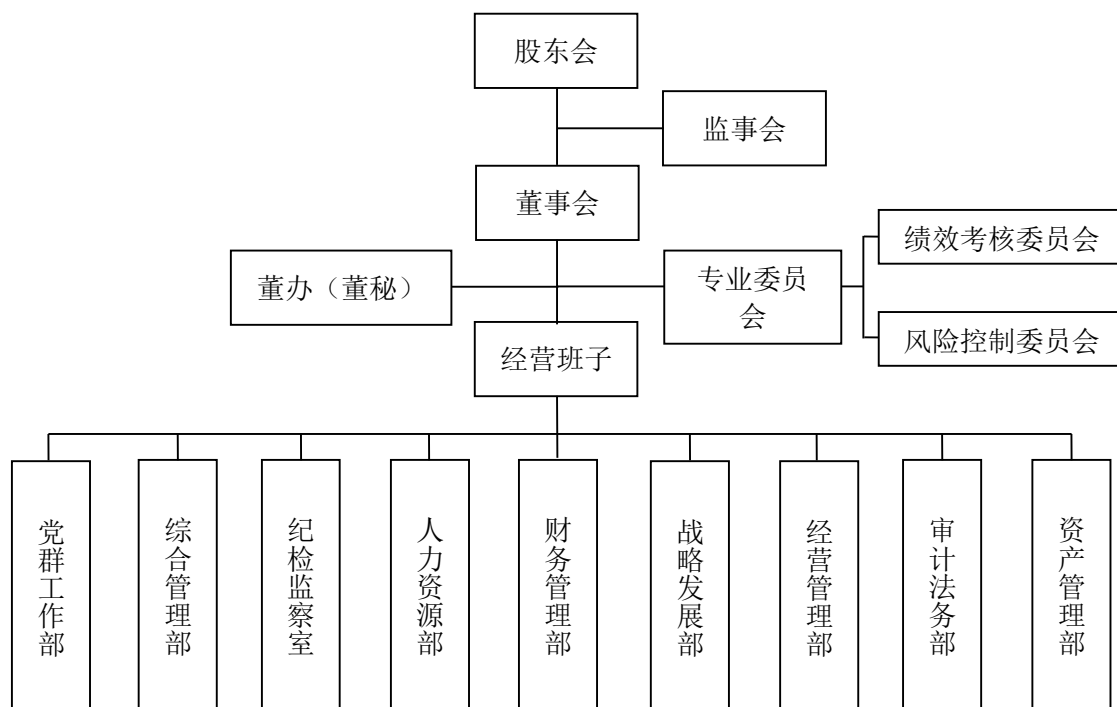 股东会
监事会
董事会
绩效考核委员会
董办（董秘）
专业委员
会
风险控制委员会
经营班子
党群工作部
综合管理部
纪检监察室
人力资源部
财务管理部
战略发展部
经营管理部
审计法务部
资产管理部